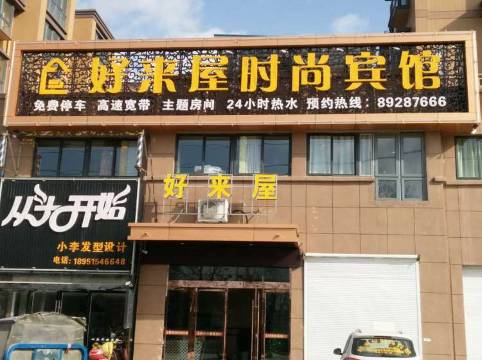 好来屋时尚宾馆
免费停车 高速宽带 主题房间 24小时热水 预约热线：89287666
好来屋
从头开始
小李发型设计
电话：18951546648